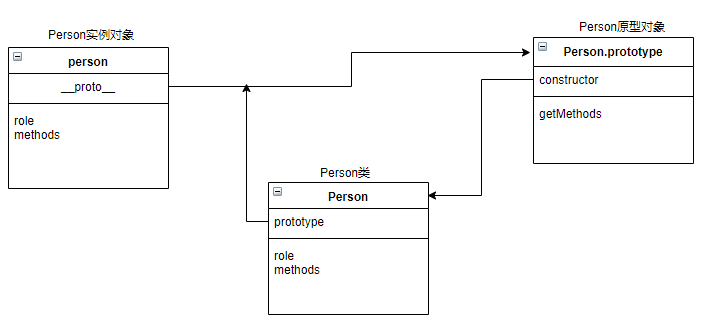 Person实例对象
person
__proto__
role
methods
Person原型对象
Person.prototype
constructor
getMethods
Person类
Person
prototype
role
methods